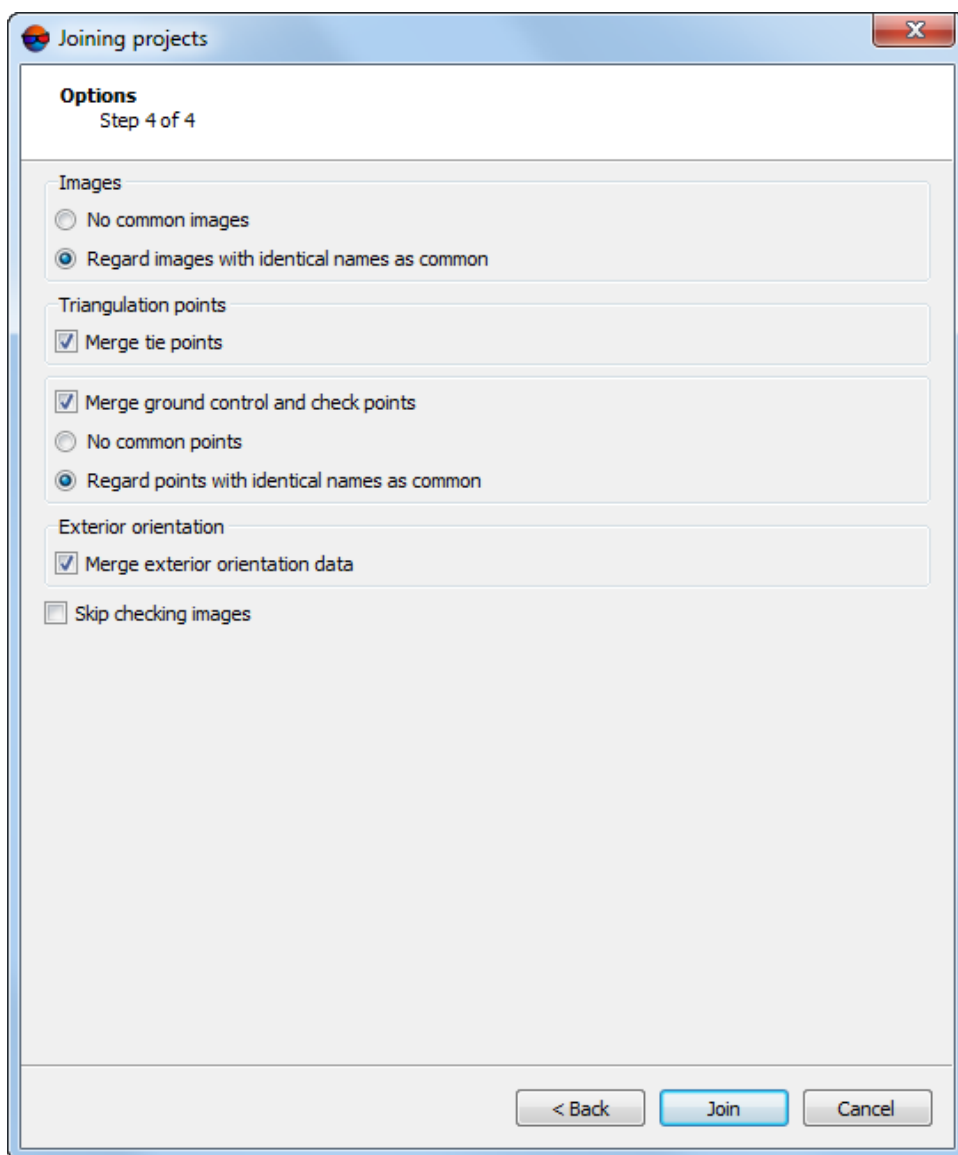 Joining projects
Options
Step 4 of 4
Images
No common images
Regard images with identical names as common
Triangulation points
Merge tie points
Merge ground control and check points
No common points
Regard points with identical names as common
Exterior orientation
Merge exterior orientation data
Skip checking images
< Back
Join
Cancel